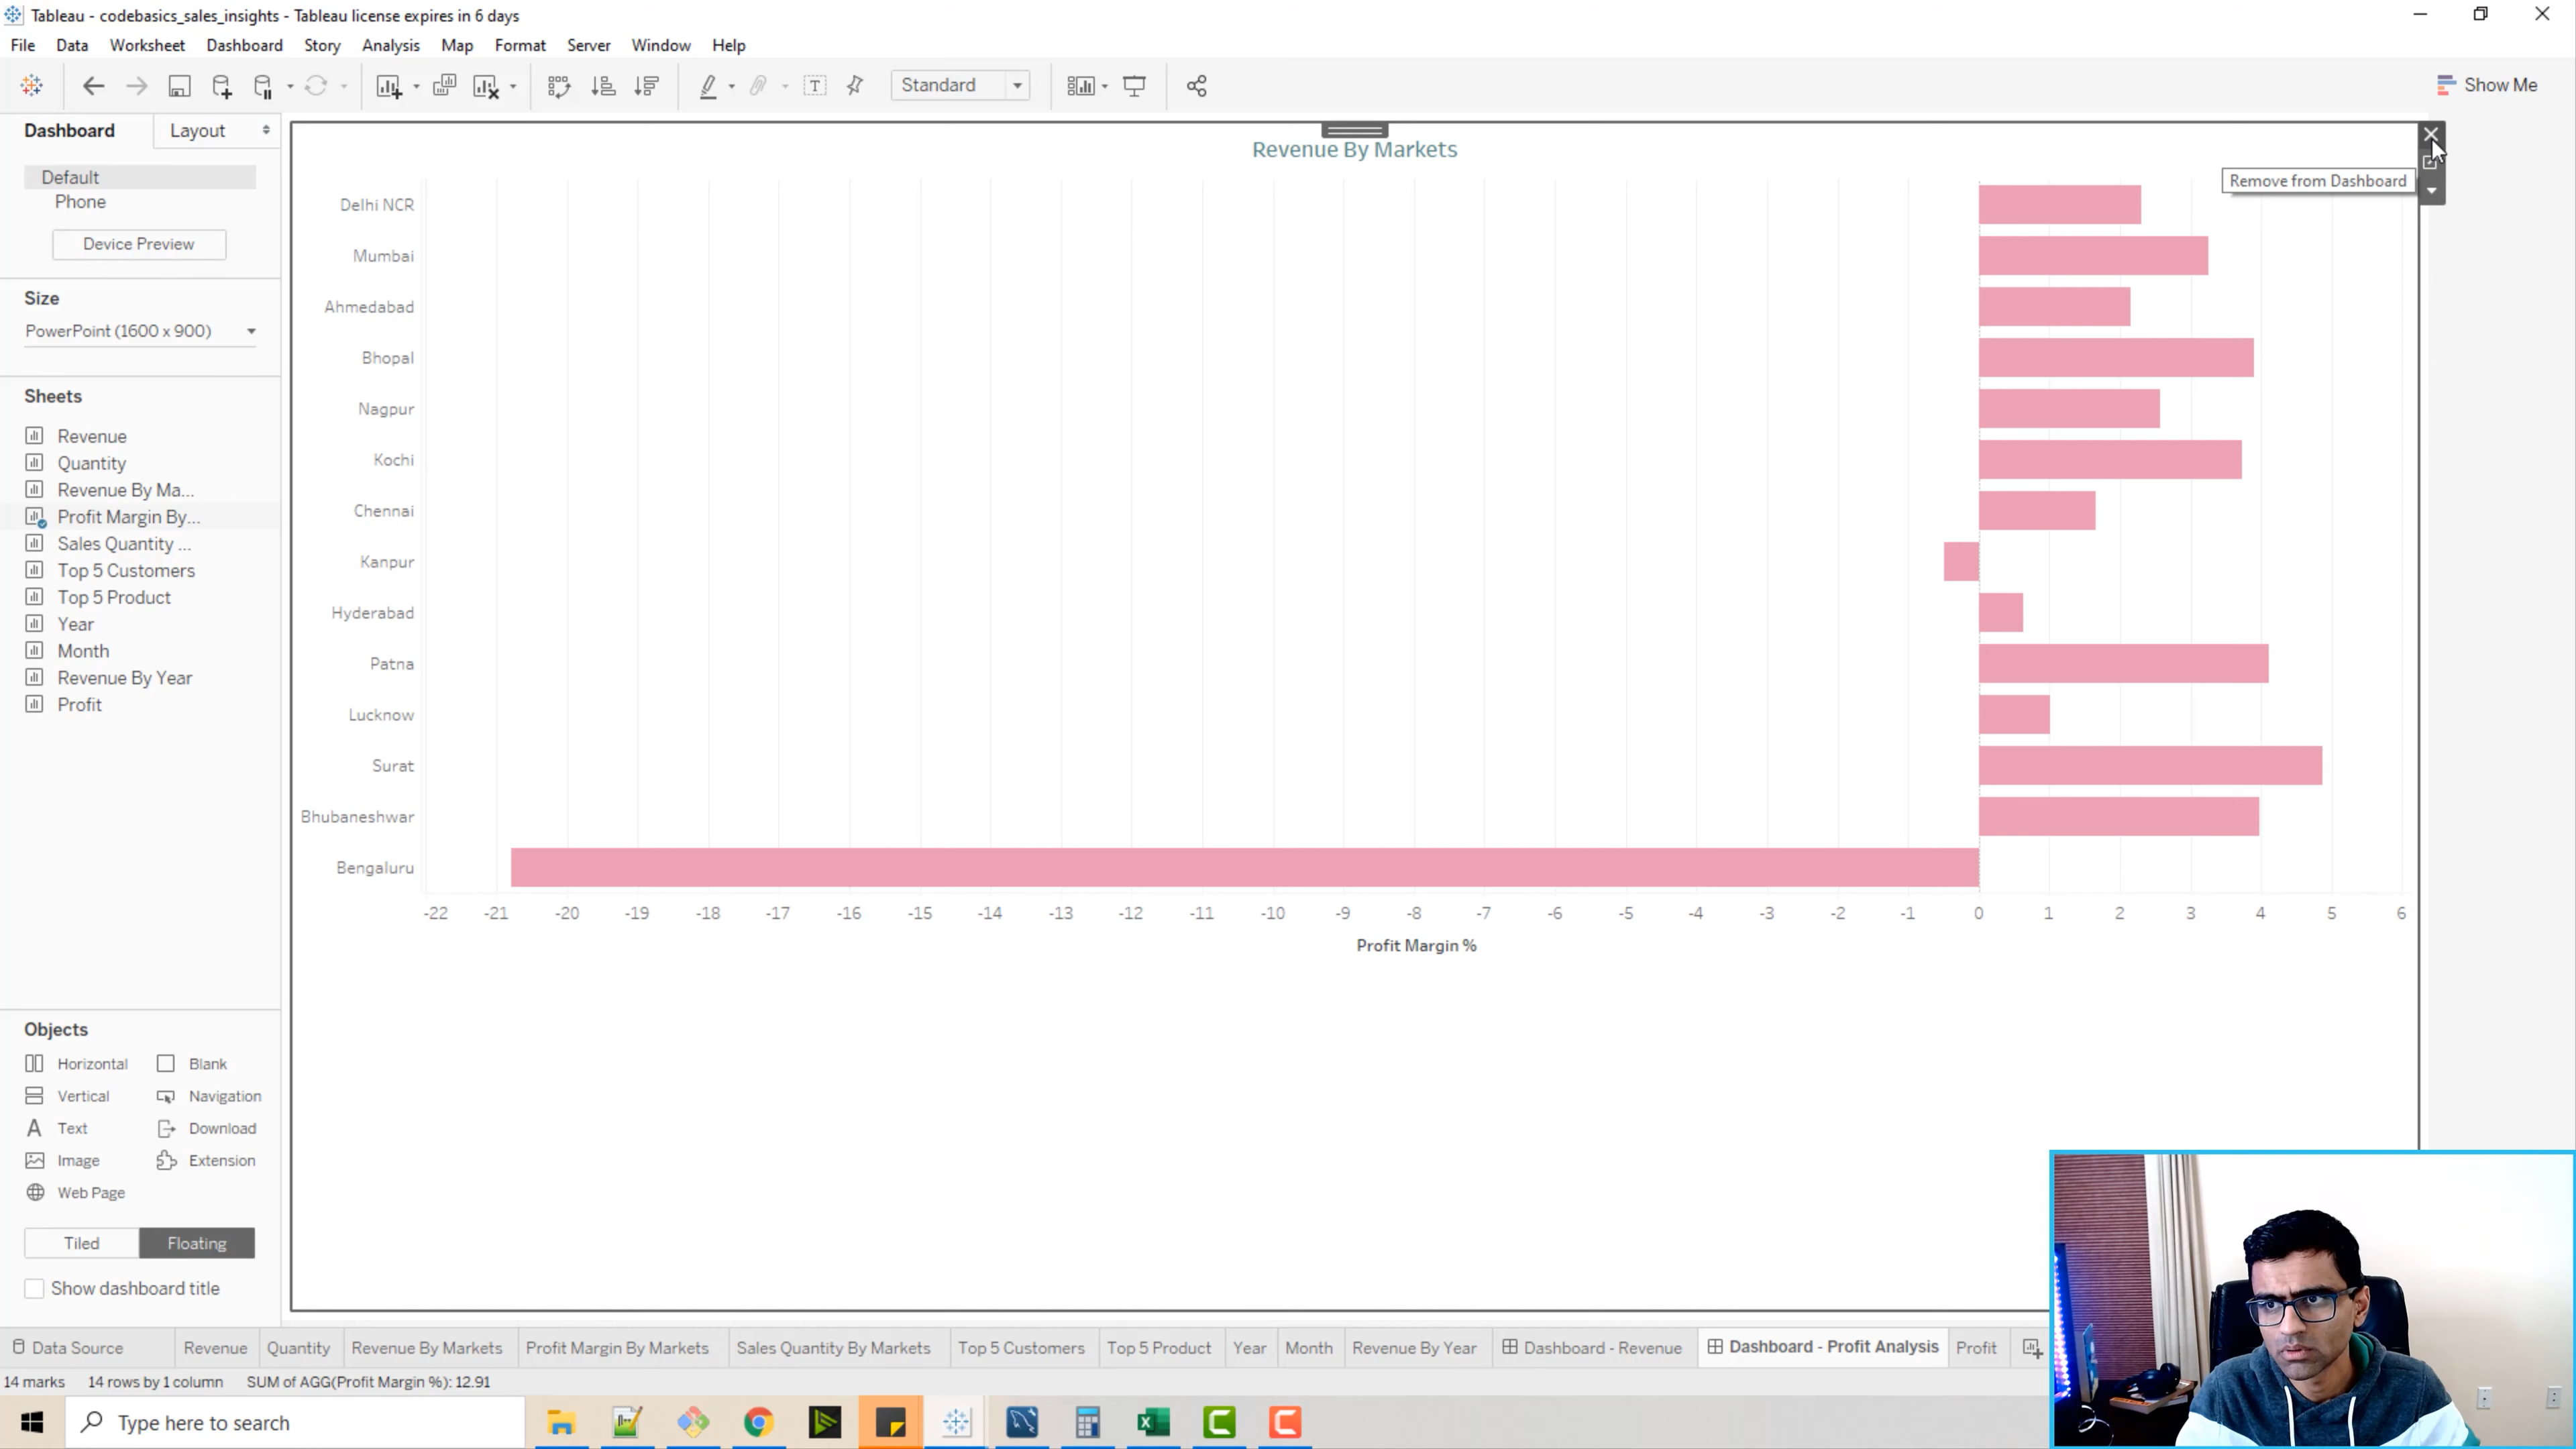 Tableau - codebasics_sales_insights - Tableau license expires in 6 days
File Data Worksheet Dashboard Story Analysis Map Format Server Window Help
Standard
Show Me
Dashboard Layout
Default
Phone
Device Preview
Size
PowerPoint (1600 x 900)
Sheets
Revenue
Quantity
Revenue By Ma...
Profit Margin By...
Sales Quantity ...
Top 5 Customers
Top 5 Product
Year
Month
Revenue By Year
Profit
Objects
Horizontal Blank
Vertical Navigation
Text Download
Image Extension
Web Page
Tiled Floating
Show dashboard title
Revenue By Markets
Remove from Dashboard
Delhi NCR
Mumbai
Ahmedabad
Bhopal
Nagpur
Kochi
Chennai
Kanpur
Hyderabad
Patna
Lucknow
Surat
Bhubaneshwar
Bengaluru
-22 -21 -20 -19 -18 -17 -16 -15 -14 -13 -12 -11 -10 -9 -8 -7 -6 -5 -4 -3 -2 -1 0 1 2 3 4 5 6
Profit Margin %
Data Source Revenue Quantity Revenue By Markets Profit Margin By Markets Sales Quantity By Markets Top 5 Customers Top 5 Product Year Month Revenue By Year Dashboard - Revenue Dashboard - Profit Analysis Profit
14 marks 14 rows by 1 column SUM of AGG(Profit Margin %): 12.91
Type here to search